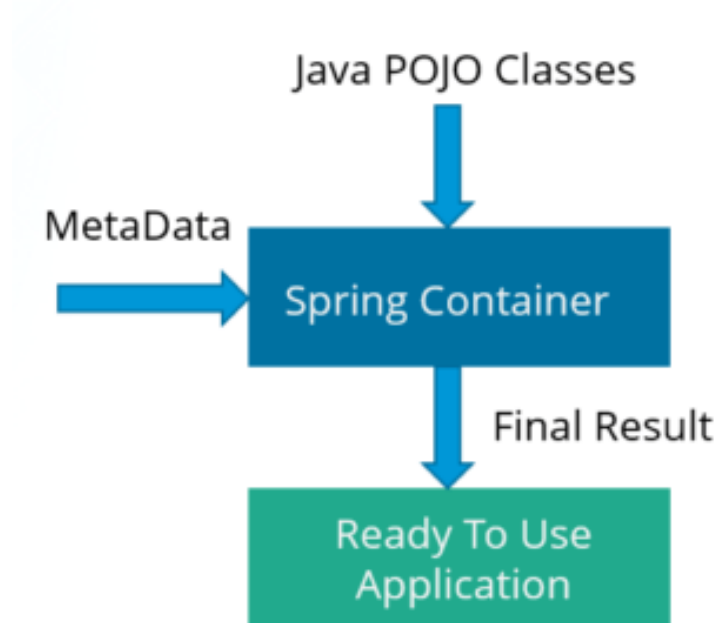 Java POJO Classes
MetaData
Spring Container
Final Result
Ready To Use
Application